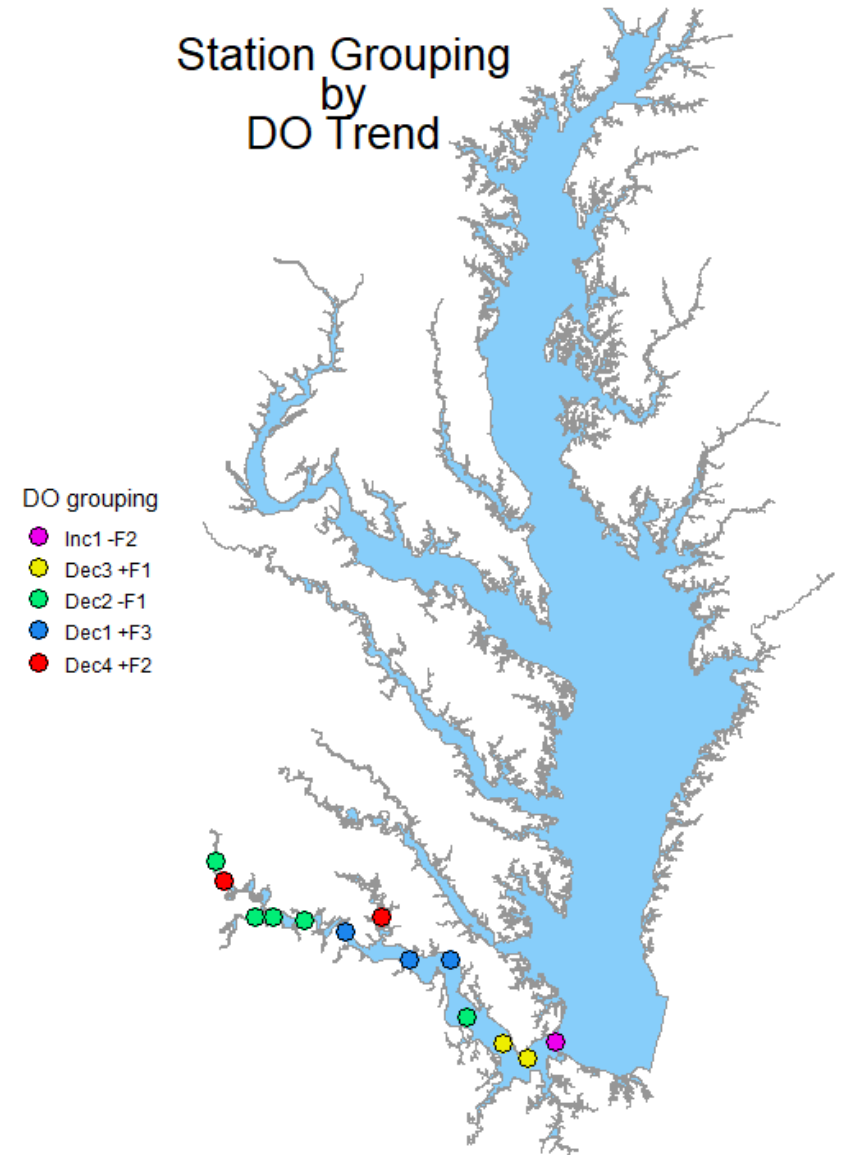 Station Grouping
by
DO Trend
DO grouping
Inc1 -F2
Dec3 +F1
Dec2 -F1
Dec1 +F3
Dec4 +F2